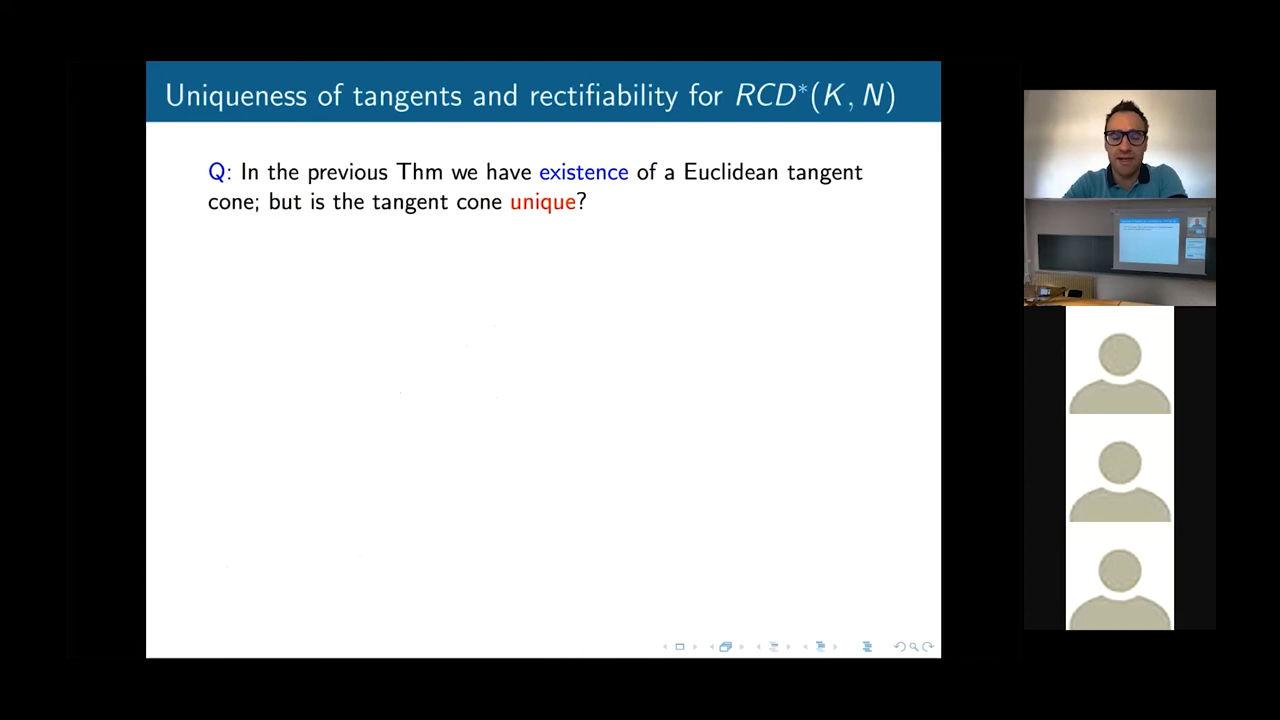 Uniqueness of tangents and rectifiability for RCD*(K, N)
Q: In the previous Thm we have existence of a Euclidean tangent
cone; but is the tangent cone unique?